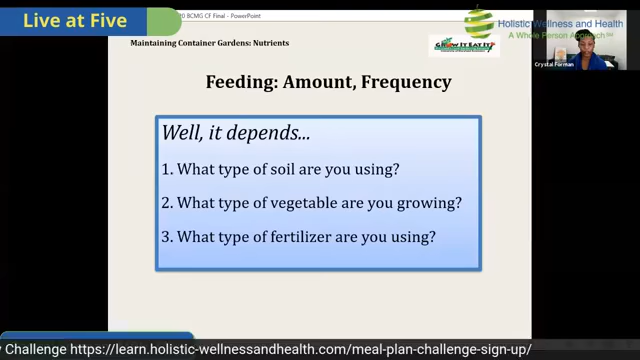 Live at Five
20 BCMG CF Final - PowerPoint
Holistic Wellness and Health
A Whole Person Approach
Crystal Forman
Maintaining Container Gardens: Nutrients
GROW IT EAT IT
Feeding: Amount, Frequency
Well, it depends...
1. What type of soil are you using?
2. What type of vegetable are you growing?
3. What type of fertilizer are you using?
Challenge https://learn.holistic-wellnessandhealth.com/meal-plan-challenge-sign-up/